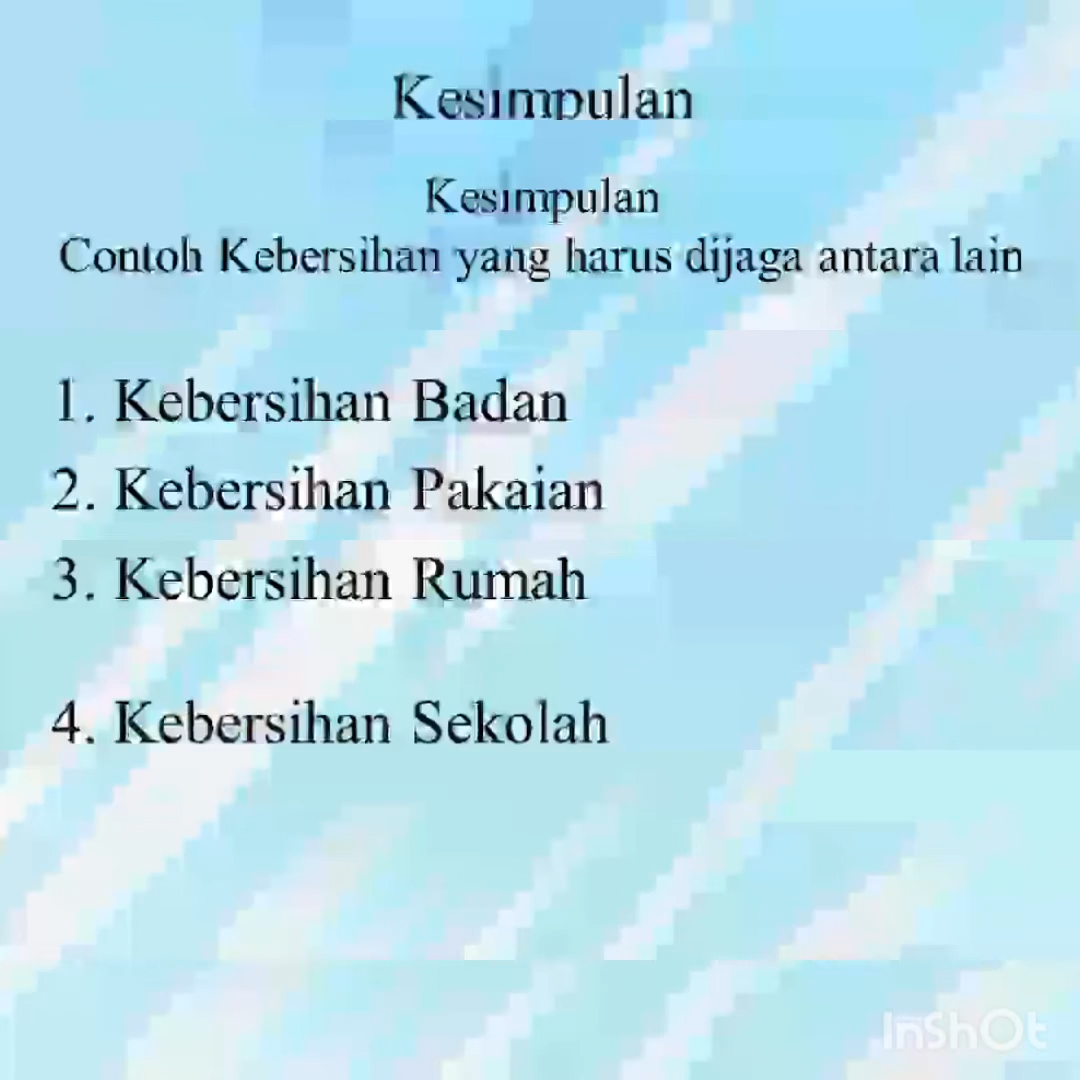 Kesimpulan
Kesimpulan
Contoh Kebersihan yang harus dijaga antara lain
1. Kebersihan Badan
2. Kebersihan Pakaian
3. Kebersihan Rumah
4. Kebersihan Sekolah
InShOt